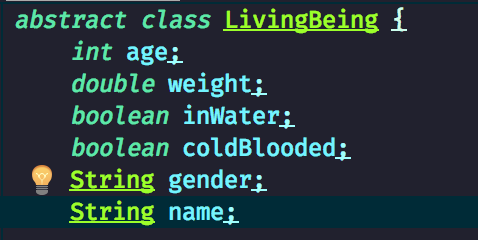 abstract class LivingBeing {
int age;
double weight;
boolean inWater;
boolean coldBlooded;
String gender;
String name;